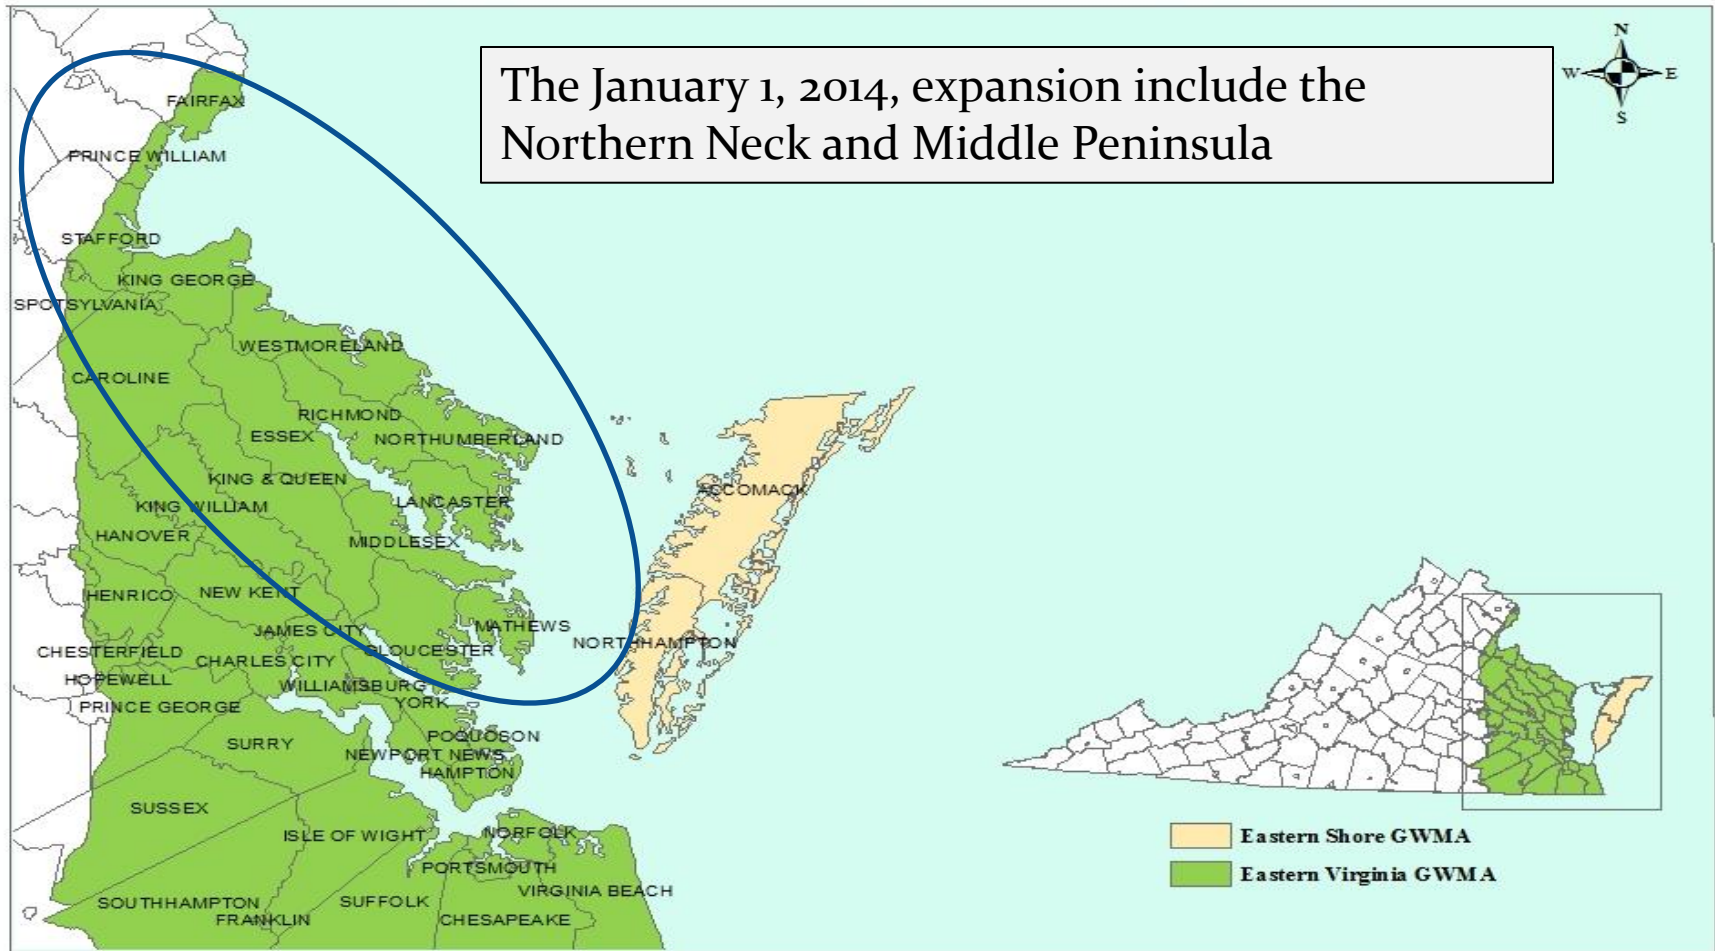 The January 1, 2014, expansion include the
Northern Neck and Middle Peninsula
N
W
E
S
FAIRFAX
PRINCE WILLIAM
STAFFORD
KING GEORGE
SPOTSYLVANIA
WESTMORELAND
CAROLINE
RICHMOND
ESSEX
NORTHUMBERLAND
KING & QUEEN
ACCOMACK
KING WILLIAM
LANCASTER
HANOVER
MIDDLESEX
HENRICO
NEW KENT
MATHEWS
JAMES CITY
GLOUCESTER
NORTHHAMPTON
CHESTERFIELD
CHARLES CITY
HOPEWELL
WILLIAMSBURG
PRINCE GEORGE
YORK
POQUOSON
SURRY
NEWPORT NEWS
HAMPTON
SUSSEX
ISLE OF WIGHT
NORFOLK
PORTSMOUTH
VIRGINIA BEACH
SOUTHHAMPTON
SUFFOLK
FRANKLIN
CHESAPEAKE
Eastern Shore GWMA
Eastern Virginia GWMA